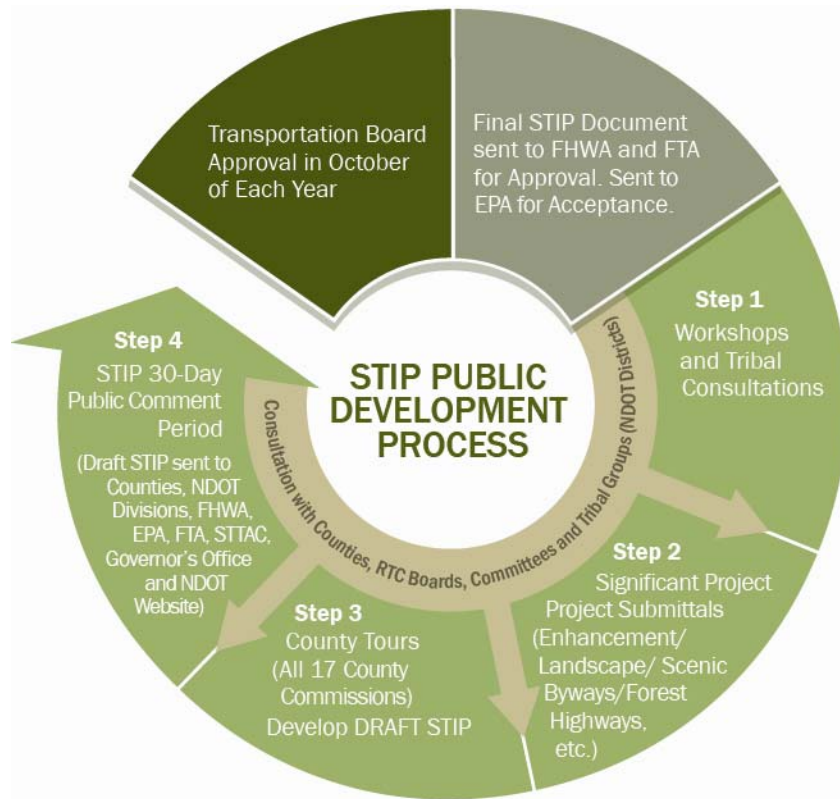 Transportation Board
Approval in October
of Each Year
Final STIP Document
sent to FHWA and FTA
for Approval. Sent to
EPA for Acceptance.
Step 1
Workshops
and Tribal
Consultations
Step 2
Significant Project
Project Submittals
(Enhancement/
Landscape/ Scenic
Byways/Forest
Highways,
etc.)
Step 3
County Tours
(All 17 County
Commissions)
Develop DRAFT STIP
Step 4
STIP 30-Day
Public Comment
Period
(Draft STIP sent to
Counties, NDOT
Divisions, FHWA,
EPA, FTA, STTAC,
Governor's Office
and NDOT
Website)
STIP PUBLIC
DEVELOPMENT
PROCESS
Consultation with Counties, RTC Boards, Committees and Tribal Groups (NDOT Districts)